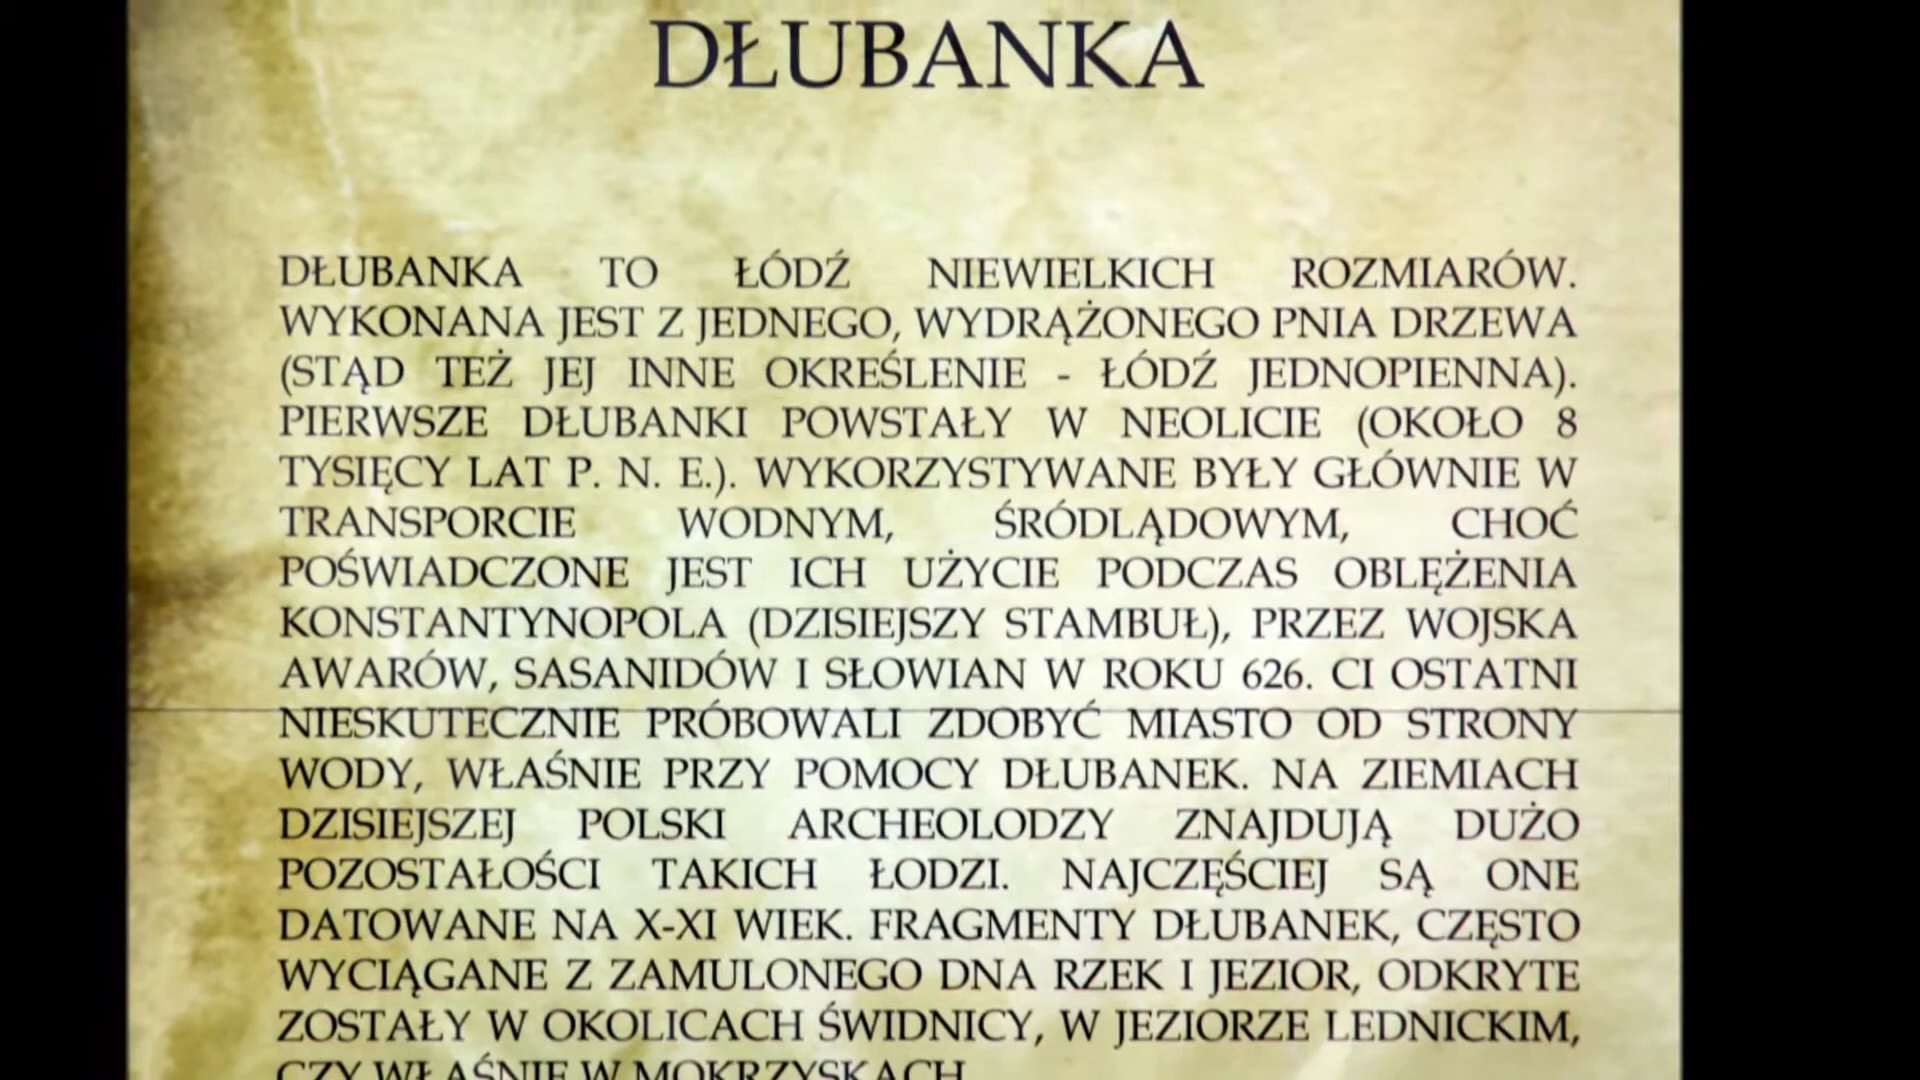 DŁUBANKA
DŁUBANKA TO ŁÓDŹ NIEWIELKICH ROZMIARÓW.
WYKONANA JEST Z JEDNEGO, WYDRĄŻONEGO PNIA DRZEWA
(STĄD TEŻ JEJ INNE OKREŚLENIE - ŁÓDŹ JEDNOPIENNA).
PIERWSZE DŁUBANKI POWSTAŁY W NEOLICIE (OKOŁO 8
TYSIĘCY LAT P. N. E.). WYKORZYSTYWANE BYŁY GŁÓWNIE W
TRANSPORCIE WODNYM, ŚRÓDLĄDOWYM, CHOĆ
POŚWIADCZONE JEST ICH UŻYCIE PODCZAS OBLĘŻENIA
KONSTANTYNOPOLA (DZISIEJSZY STAMBUŁ), PRZEZ WOJSKA
AWARÓW, SASANIDÓW I SŁOWIAN W ROKU 626. CI OSTATNI
NIESKUTECZNIE PRÓBOWALI ZDOBYĆ MIASTO OD STRONY
WODY, WŁAŚNIE PRZY POMOCY DŁUBANEK. NA ZIEMIACH
DZISIEJSZEJ POLSKI ARCHEOLODZY ZNAJDUJĄ DUŻO
POZOSTAŁOŚCI TAKICH ŁODZI. NAJCZĘŚCIEJ SĄ ONE
DATOWANE NA X-XI WIEK. FRAGMENTY DŁUBANEK, CZĘSTO
WYCIĄGANE Z ZAMULONEGO DNA RZEK I JEZIOR, ODKRYTE
ZOSTAŁY W OKOLICACH ŚWIDNICY, W JEZIORZE LEDNICKIM,
CZY WŁAŚNIE W MOKRZYSKACH.